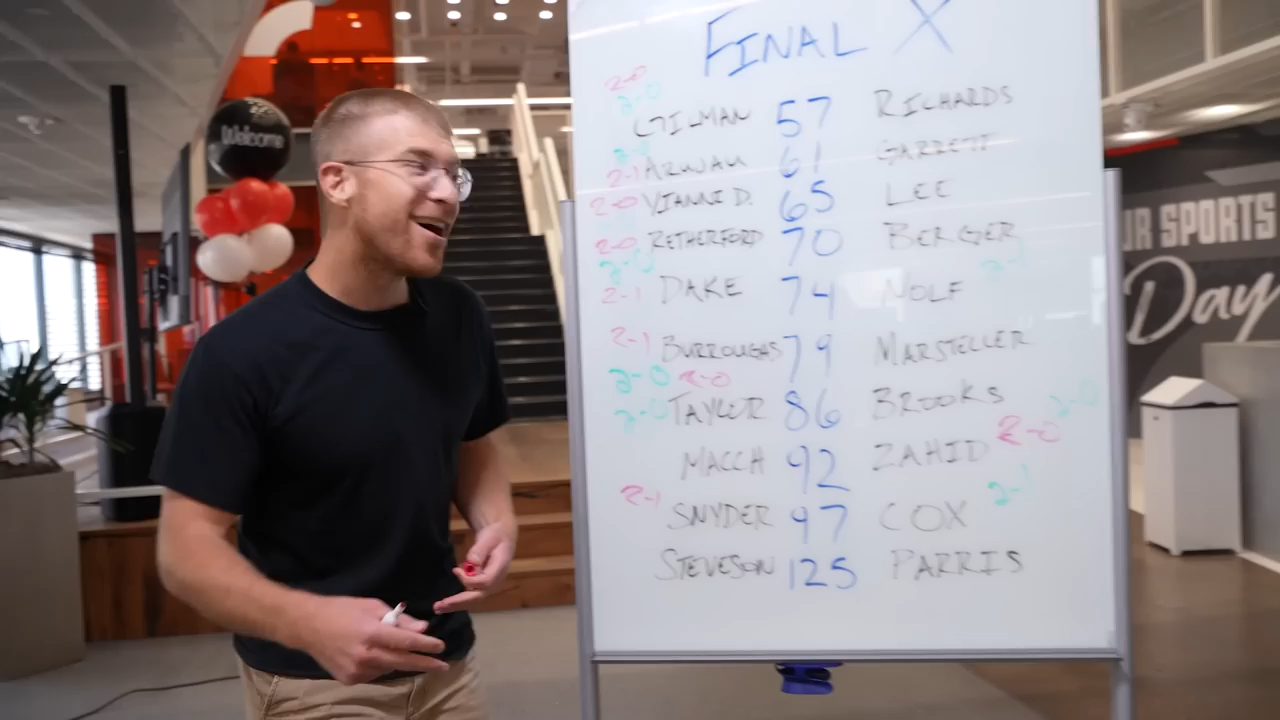 FINAL X
2-0
2-0
GILMAN 57 RICHARDS
2-1 ARUJAU 61 GARRETT
2-0 YIANNI D. 65 LEE
2-0 RETHERFORD 70 BERGER
2-0 2-1
2-1 DAKE 74 NOLF
2-1 BURROUGHS 79 MARSTELLER
2-0 2-0
2-0 TAYLOR 86 BROOKS 2-0
MACCH 92 ZAHID 2-0
2-1 SNYDER 97 COX 2-1
STEVESON 125 PARRIS
Welcome
UR SPORTS
Day